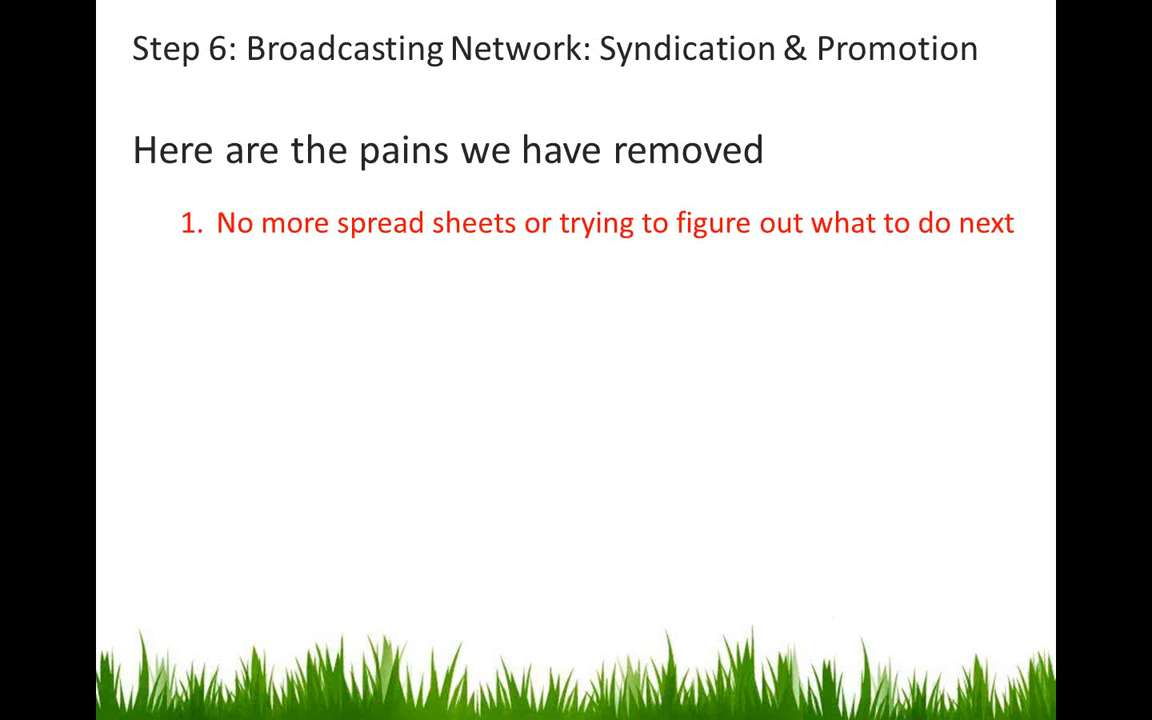 Step 6: Broadcasting Network: Syndication & Promotion
Here are the pains we have removed
1. No more spread sheets or trying to figure out what to do next